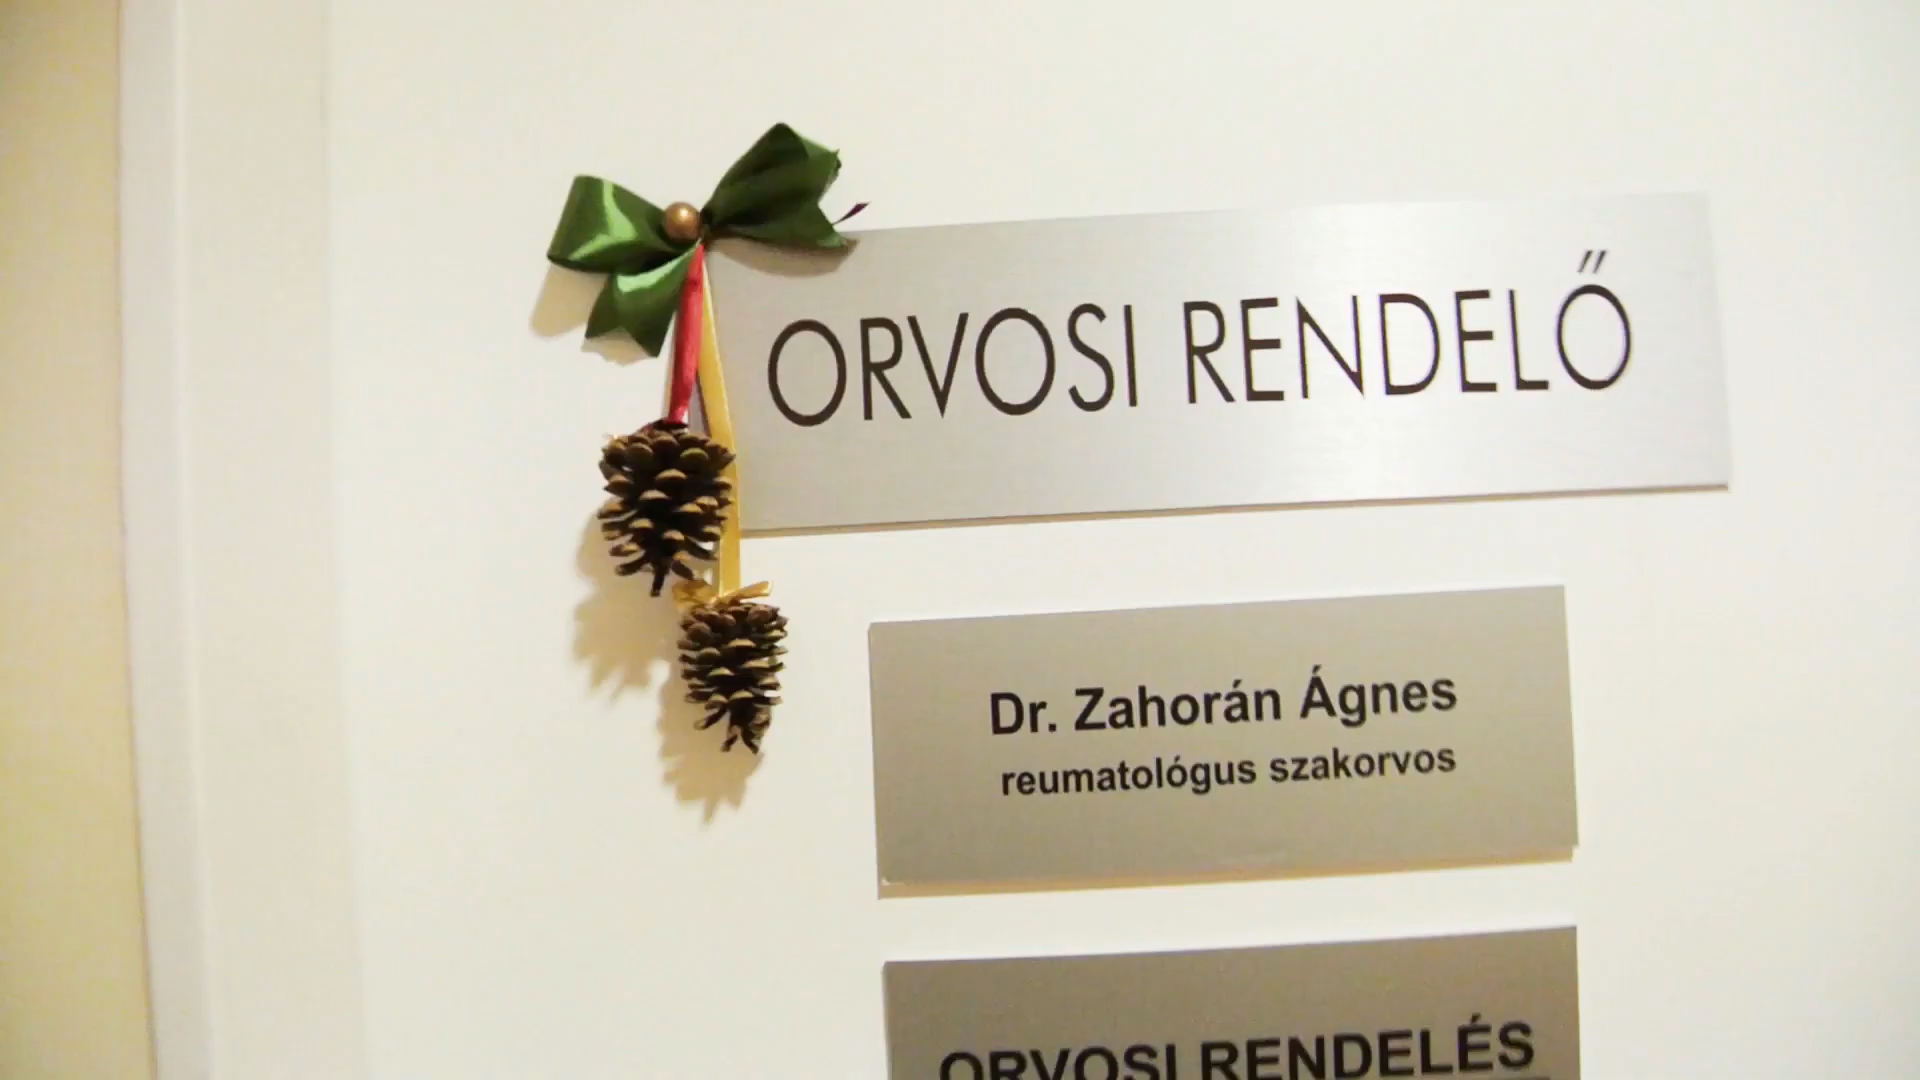 ORVOSI RENDELŐ
Dr. Zahorán Ágnes
reumatológus szakorvos
ORVOSI RENDELÉS